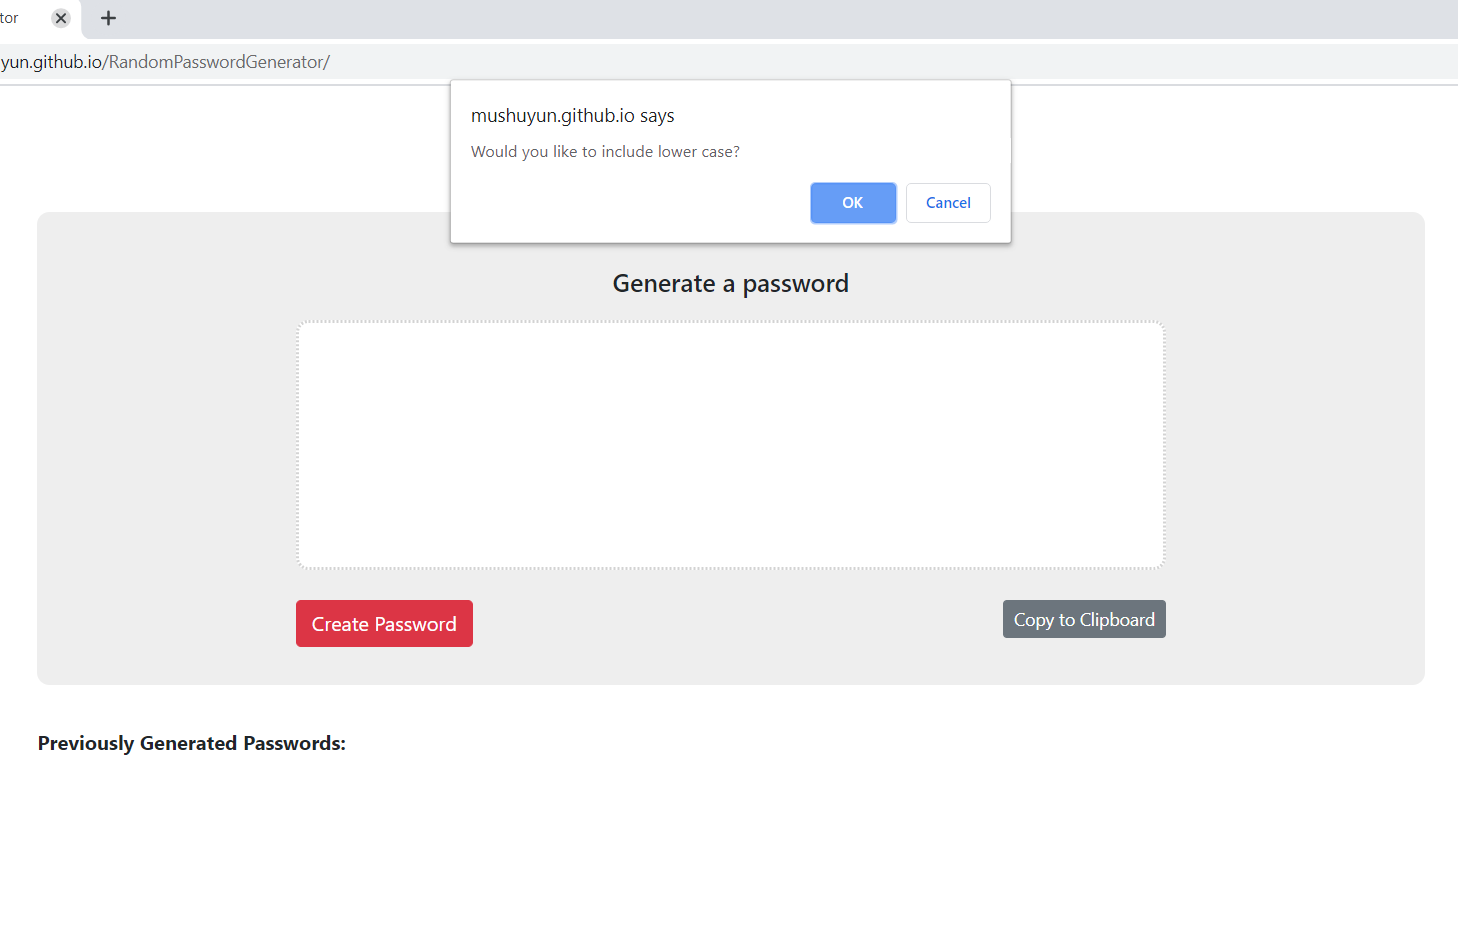 tor
yun.github.io/RandomPasswordGenerator/
mushuyun.github.io says
Would you like to include lower case?
OK Cancel
Generate a password
Create Password Copy to Clipboard
Previously Generated Passwords: